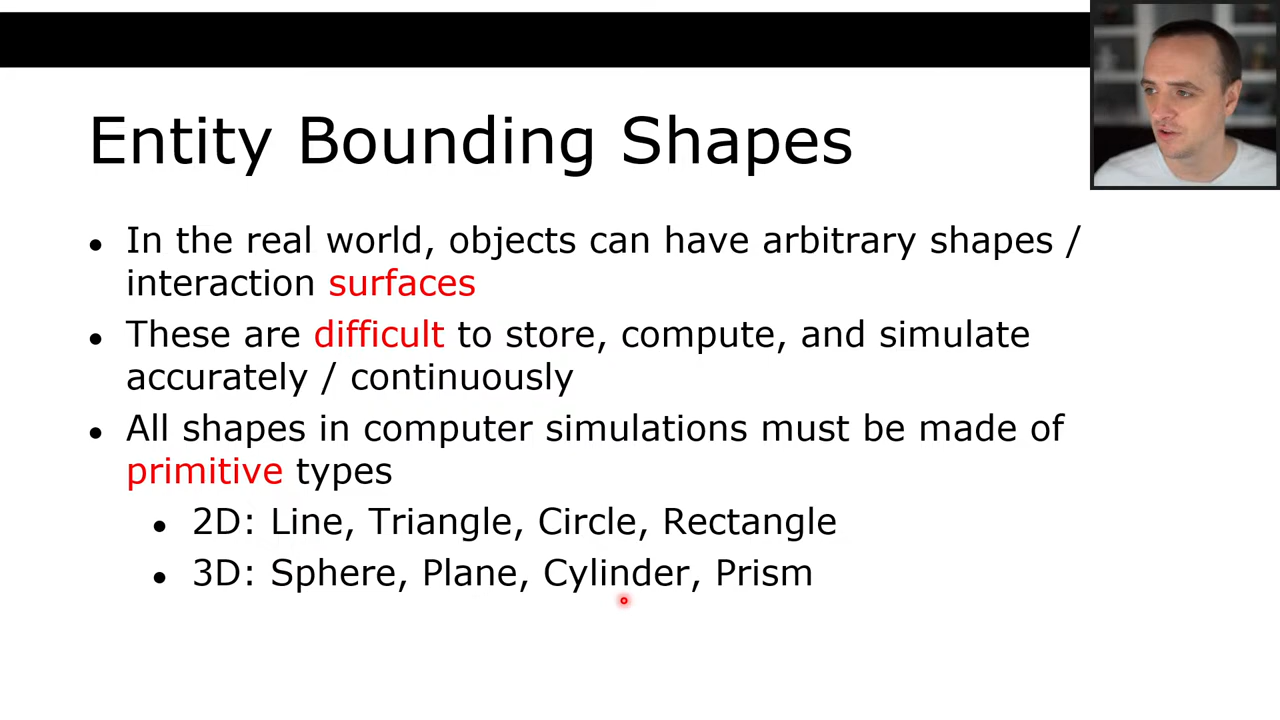 Entity Bounding Shapes
● In the real world, objects can have arbitrary shapes /
interaction surfaces
● These are difficult to store, compute, and simulate
accurately / continuously
● All shapes in computer simulations must be made of
primitive types
● 2D: Line, Triangle, Circle, Rectangle
● 3D: Sphere, Plane, Cylinder, Prism